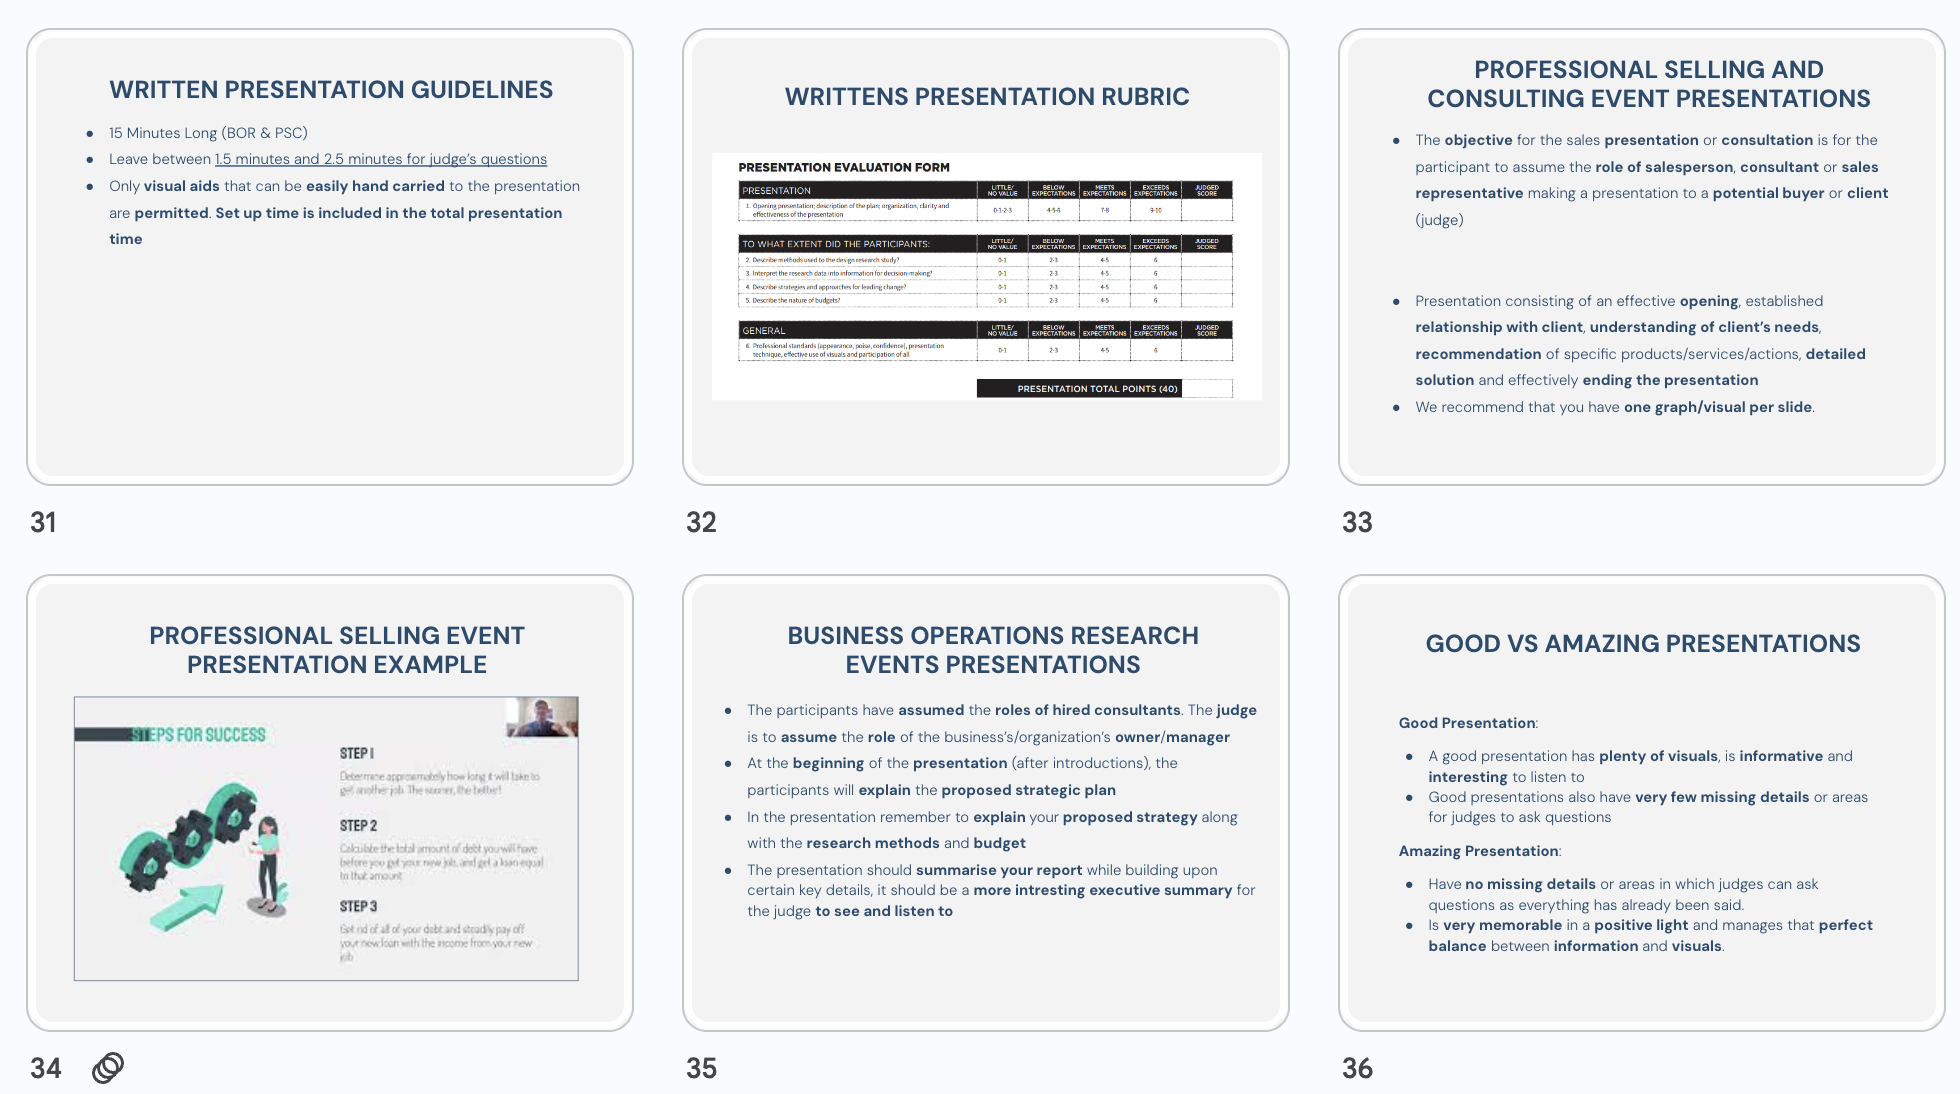 WRITTEN PRESENTATION GUIDELINES
● 15 Minutes Long (BOR & PSC)
● Leave between 1.5 minutes and 2.5 minutes for judge's questions
● Only visual aids that can be easily hand carried to the presentation
are permitted. Set up time is included in the total presentation
time
31
WRITTENS PRESENTATION RUBRIC
PRESENTATION EVALUATION FORM
PRESENTATION LITTLE/ NO VALUE BELOW EXPECTATIONS MEETS EXPECTATIONS EXCEEDS EXPECTATIONS JUDGED SCORE
1. Opening presentation; description of the plan; organization, clarity and
effectiveness of the presentation 0-1-2-3 4-5-6 7-8 9-10
TO WHAT EXTENT DID THE PARTICIPANTS: LITTLE/ NO VALUE BELOW EXPECTATIONS MEETS EXPECTATIONS EXCEEDS EXPECTATIONS JUDGED SCORE
2. Describe methods used to the design research study? 0-1 2-3 4-5 6
3. Interpret the research data into information for decision-making? 0-1 2-3 4-5 6
4. Describe strategies and approaches for leading change? 0-1 2-3 4-5 6
5. Describe the nature of budgets? 0-1 2-3 4-5 6
GENERAL LITTLE/ NO VALUE BELOW EXPECTATIONS MEETS EXPECTATIONS EXCEEDS EXPECTATIONS JUDGED SCORE
6. Professional standards (appearance, poise, confidence), presentation
technique, effective use of visuals and participation of all 0-1 2-3 4-5 6
PRESENTATION TOTAL POINTS (40)
32
PROFESSIONAL SELLING AND
CONSULTING EVENT PRESENTATIONS
● The objective for the sales presentation or consultation is for the
participant to assume the role of salesperson, consultant or sales
representative making a presentation to a potential buyer or client
(judge)
● Presentation consisting of an effective opening, established
relationship with client, understanding of client's needs,
recommendation of specific products/services/actions, detailed
solution and effectively ending the presentation
● We recommend that you have one graph/visual per slide.
33
PROFESSIONAL SELLING EVENT
PRESENTATION EXAMPLE
STEPS FOR SUCCESS
STEP 1
Determine approximately how long it will take to
get another job. The sooner, the better!
STEP 2
Calculate the total amount of debt you will have
before you get your new job, and get a loan equal
to that amount
STEP 3
Get rid of all of your debt and steadily pay off
your new loan with the income from your new
job
34
BUSINESS OPERATIONS RESEARCH
EVENTS PRESENTATIONS
● The participants have assumed the roles of hired consultants. The judge
is to assume the role of the business's/organization's owner/manager
● At the beginning of the presentation (after introductions), the
participants will explain the proposed strategic plan
● In the presentation remember to explain your proposed strategy along
with the research methods and budget
● The presentation should summarise your report while building upon
certain key details, it should be a more intresting executive summary for
the judge to see and listen to
35
GOOD VS AMAZING PRESENTATIONS
Good Presentation:
● A good presentation has plenty of visuals, is informative and
interesting to listen to
● Good presentations also have very few missing details or areas
for judges to ask questions
Amazing Presentation:
● Have no missing details or areas in which judges can ask
questions as everything has already been said.
● Is very memorable in a positive light and manages that perfect
balance between information and visuals.
36